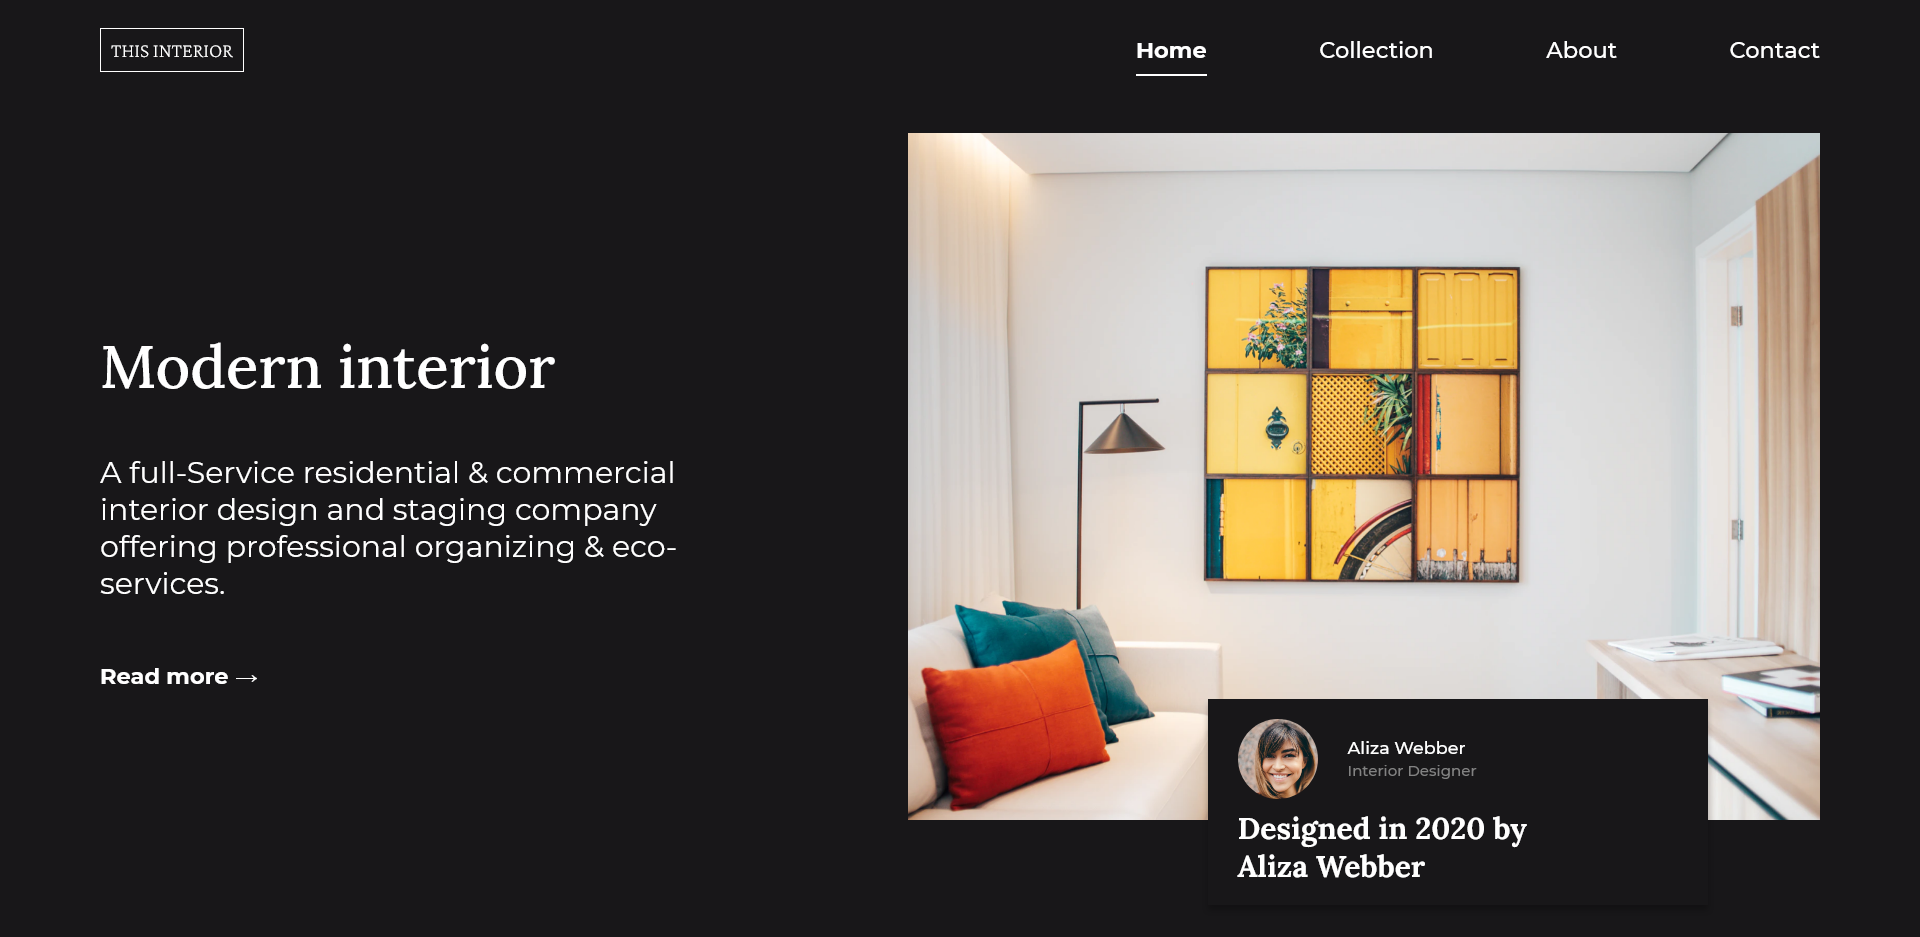 THIS INTERIOR
Home
Collection
About
Contact
Modern interior
A full-Service residential & commercial
interior design and staging company
offering professional organizing & eco-
services.
Read more →
Aliza Webber
Interior Designer
Designed in 2020 by
Aliza Webber